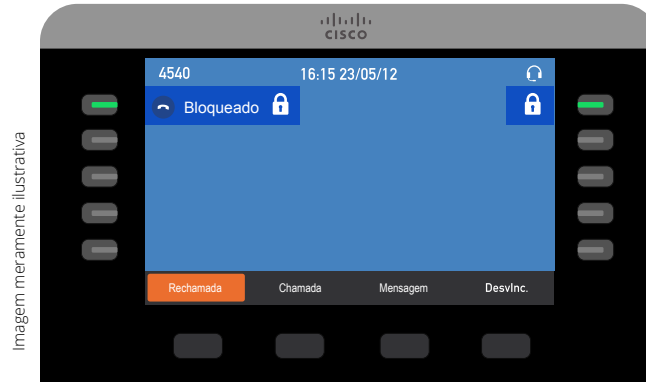 CISCO
4540
16:15 23/05/12
Bloqueado
Rechamada
Chamada
Mensagem
DesvInc.
Imagem meramente ilustrativa